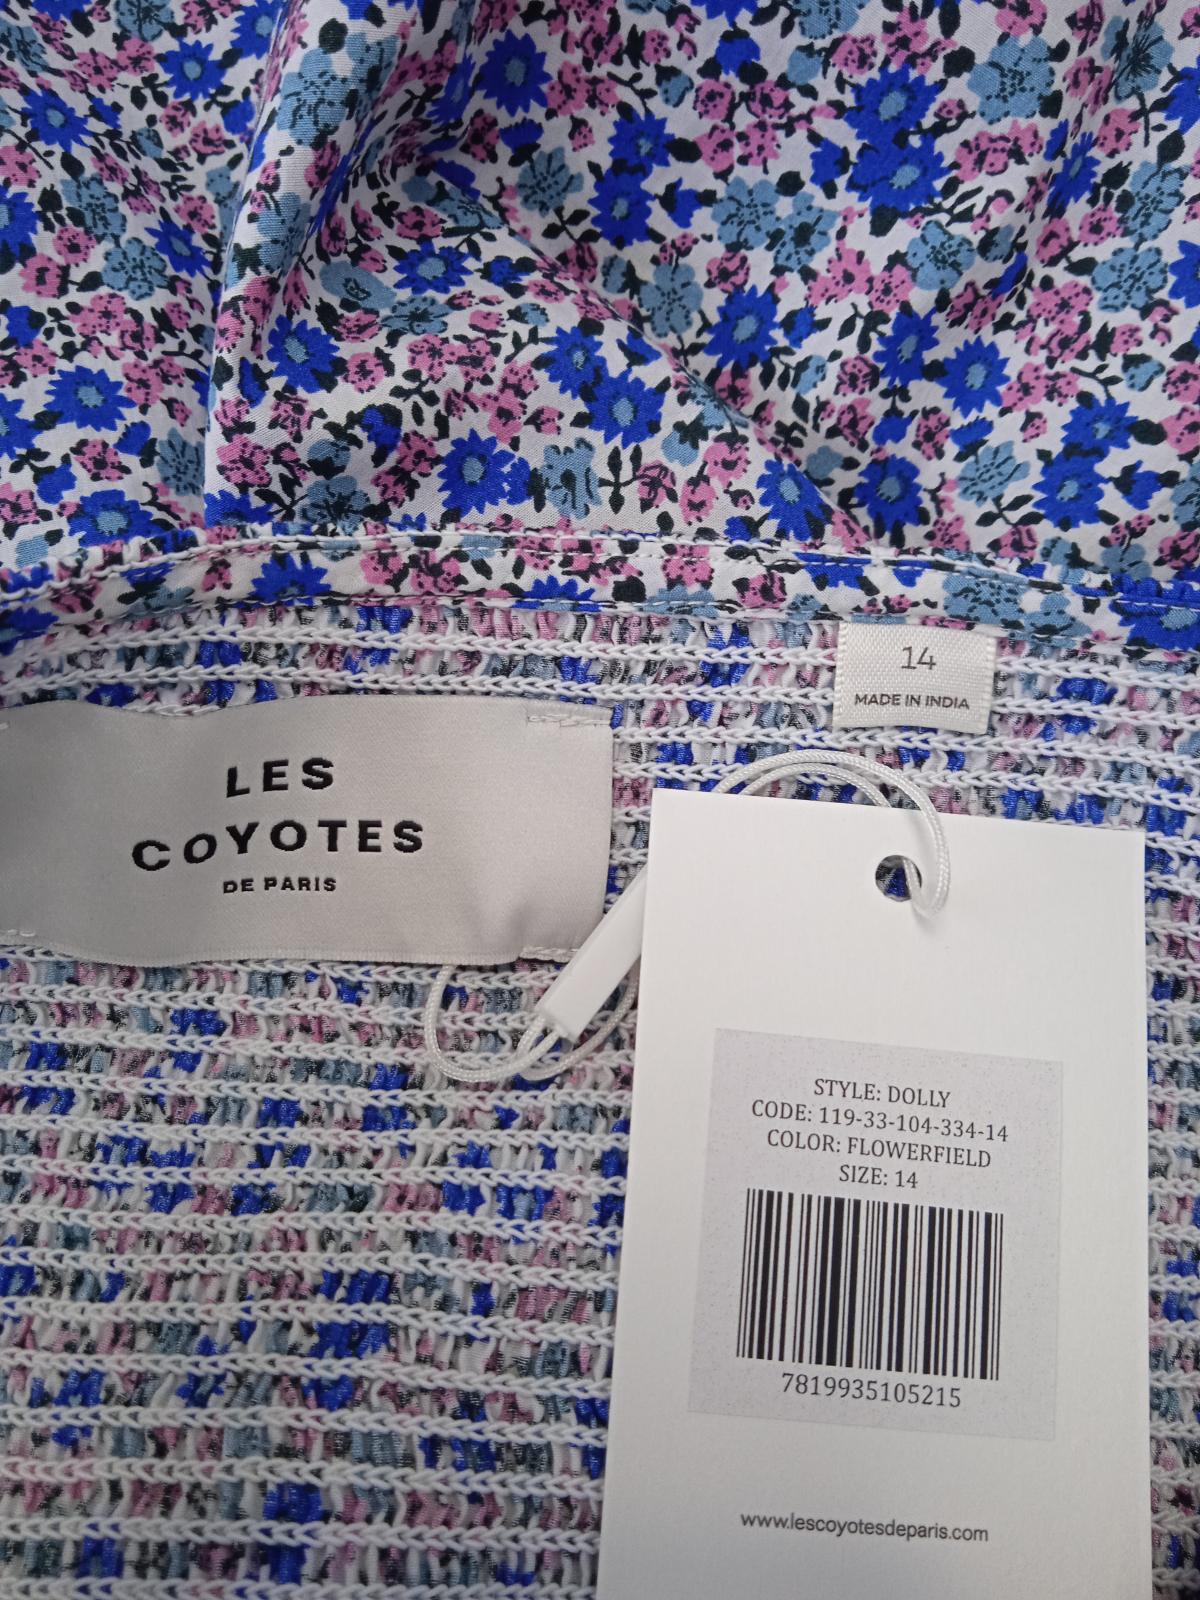 14
MADE IN INDIA
LES
COYOTES
DE PARIS
STYLE: DOLLY
CODE: 119-33-104-334-14
COLOR: FLOWERFIELD
SIZE: 14
7819935105215
www.lescoyotesdeparis.com